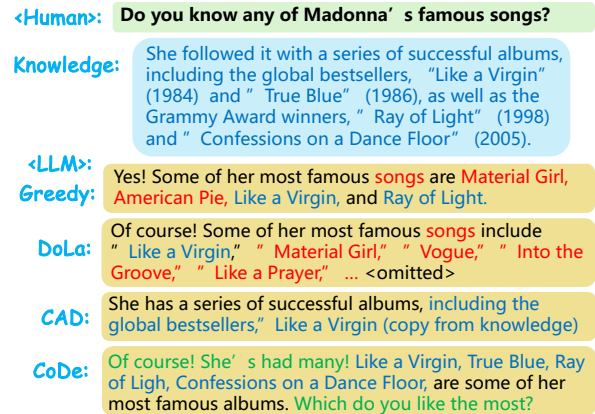 <Human>: Do you know any of Madonna's famous songs?
Knowledge: She followed it with a series of successful albums,
including the global bestsellers, "Like a Virgin"
(1984) and "True Blue" (1986), as well as the
Grammy Award winners, "Ray of Light" (1998)
and "Confessions on a Dance Floor" (2005).
<LLM>:
Greedy: Yes! Some of her most famous songs are Material Girl,
American Pie, Like a Virgin, and Ray of Light.
DoLa: Of course! Some of her most famous songs include
"Like a Virgin," "Material Girl," "Vogue," "Into the
Groove," "Like a Prayer," … <omitted>
CAD: She has a series of successful albums, including the
global bestsellers," Like a Virgin (copy from knowledge)
CoDe: Of course! She's had many! Like a Virgin, True Blue, Ray
of Ligh, Confessions on a Dance Floor, are some of her
most famous albums. Which do you like the most?